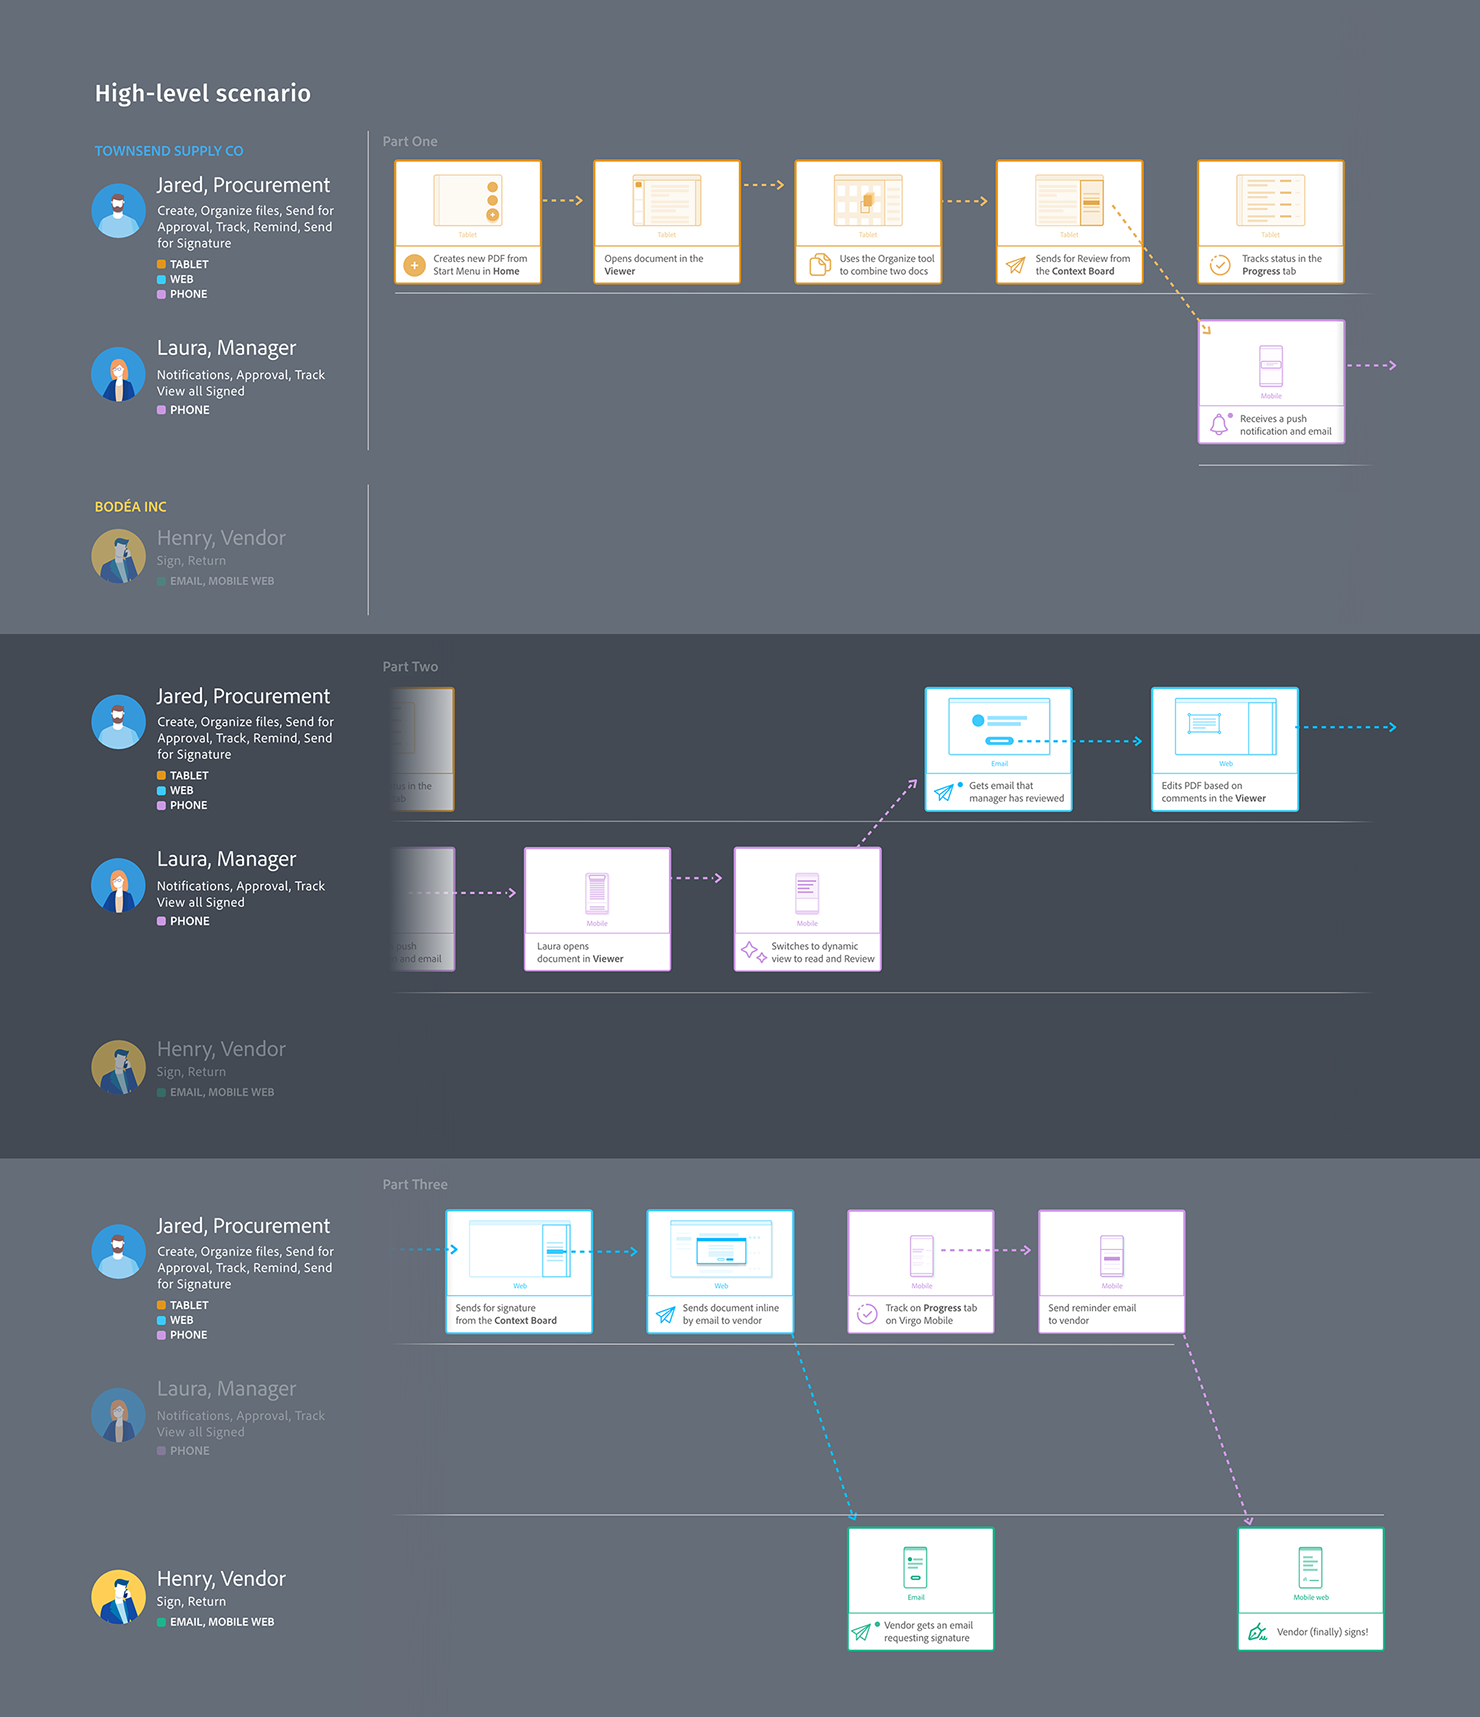 High-level scenario
TOWNSEND SUPPLY CO
Jared, Procurement
Create, Organize files, Send for
Approval, Track, Remind, Send
for Signature
TABLET
WEB
PHONE
Laura, Manager
Notifications, Approval, Track
View all Signed
PHONE
BODÉA INC
Henry, Vendor
Sign, Return
EMAIL, MOBILE WEB
Part One
Tablet
Creates new PDF from
Start Menu in Home
Tablet
Opens document in the
Viewer
Tablet
Uses the Organize tool
to combine two docs
Tablet
Sends for Review from
the Context Board
Tablet
Tracks status in the
Progress tab
Mobile
Receives a push
notification and email
Part Two
Jared, Procurement
Create, Organize files, Send for
Approval, Track, Remind, Send
for Signature
TABLET
WEB
PHONE
Laura, Manager
Notifications, Approval, Track
View all Signed
PHONE
Henry, Vendor
Sign, Return
EMAIL, MOBILE WEB
us in the
tab
push
and email
Mobile
Laura opens
document in Viewer
Mobile
Switches to dynamic
view to read and Review
Email
Gets email that
manager has reviewed
Web
Edits PDF based on
comments in the Viewer
Part Three
Jared, Procurement
Create, Organize files, Send for
Approval, Track, Remind, Send
for Signature
TABLET
WEB
PHONE
Laura, Manager
Notifications, Approval, Track
View all Signed
PHONE
Henry, Vendor
Sign, Return
EMAIL, MOBILE WEB
Web
Sends for signature
from the Context Board
Web
Sends document inline
by email to vendor
Mobile
Track on Progress tab
on Virgo Mobile
Mobile
Send reminder email
to vendor
Email
Vendor gets an email
requesting signature
Mobile web
Vendor (finally) signs!